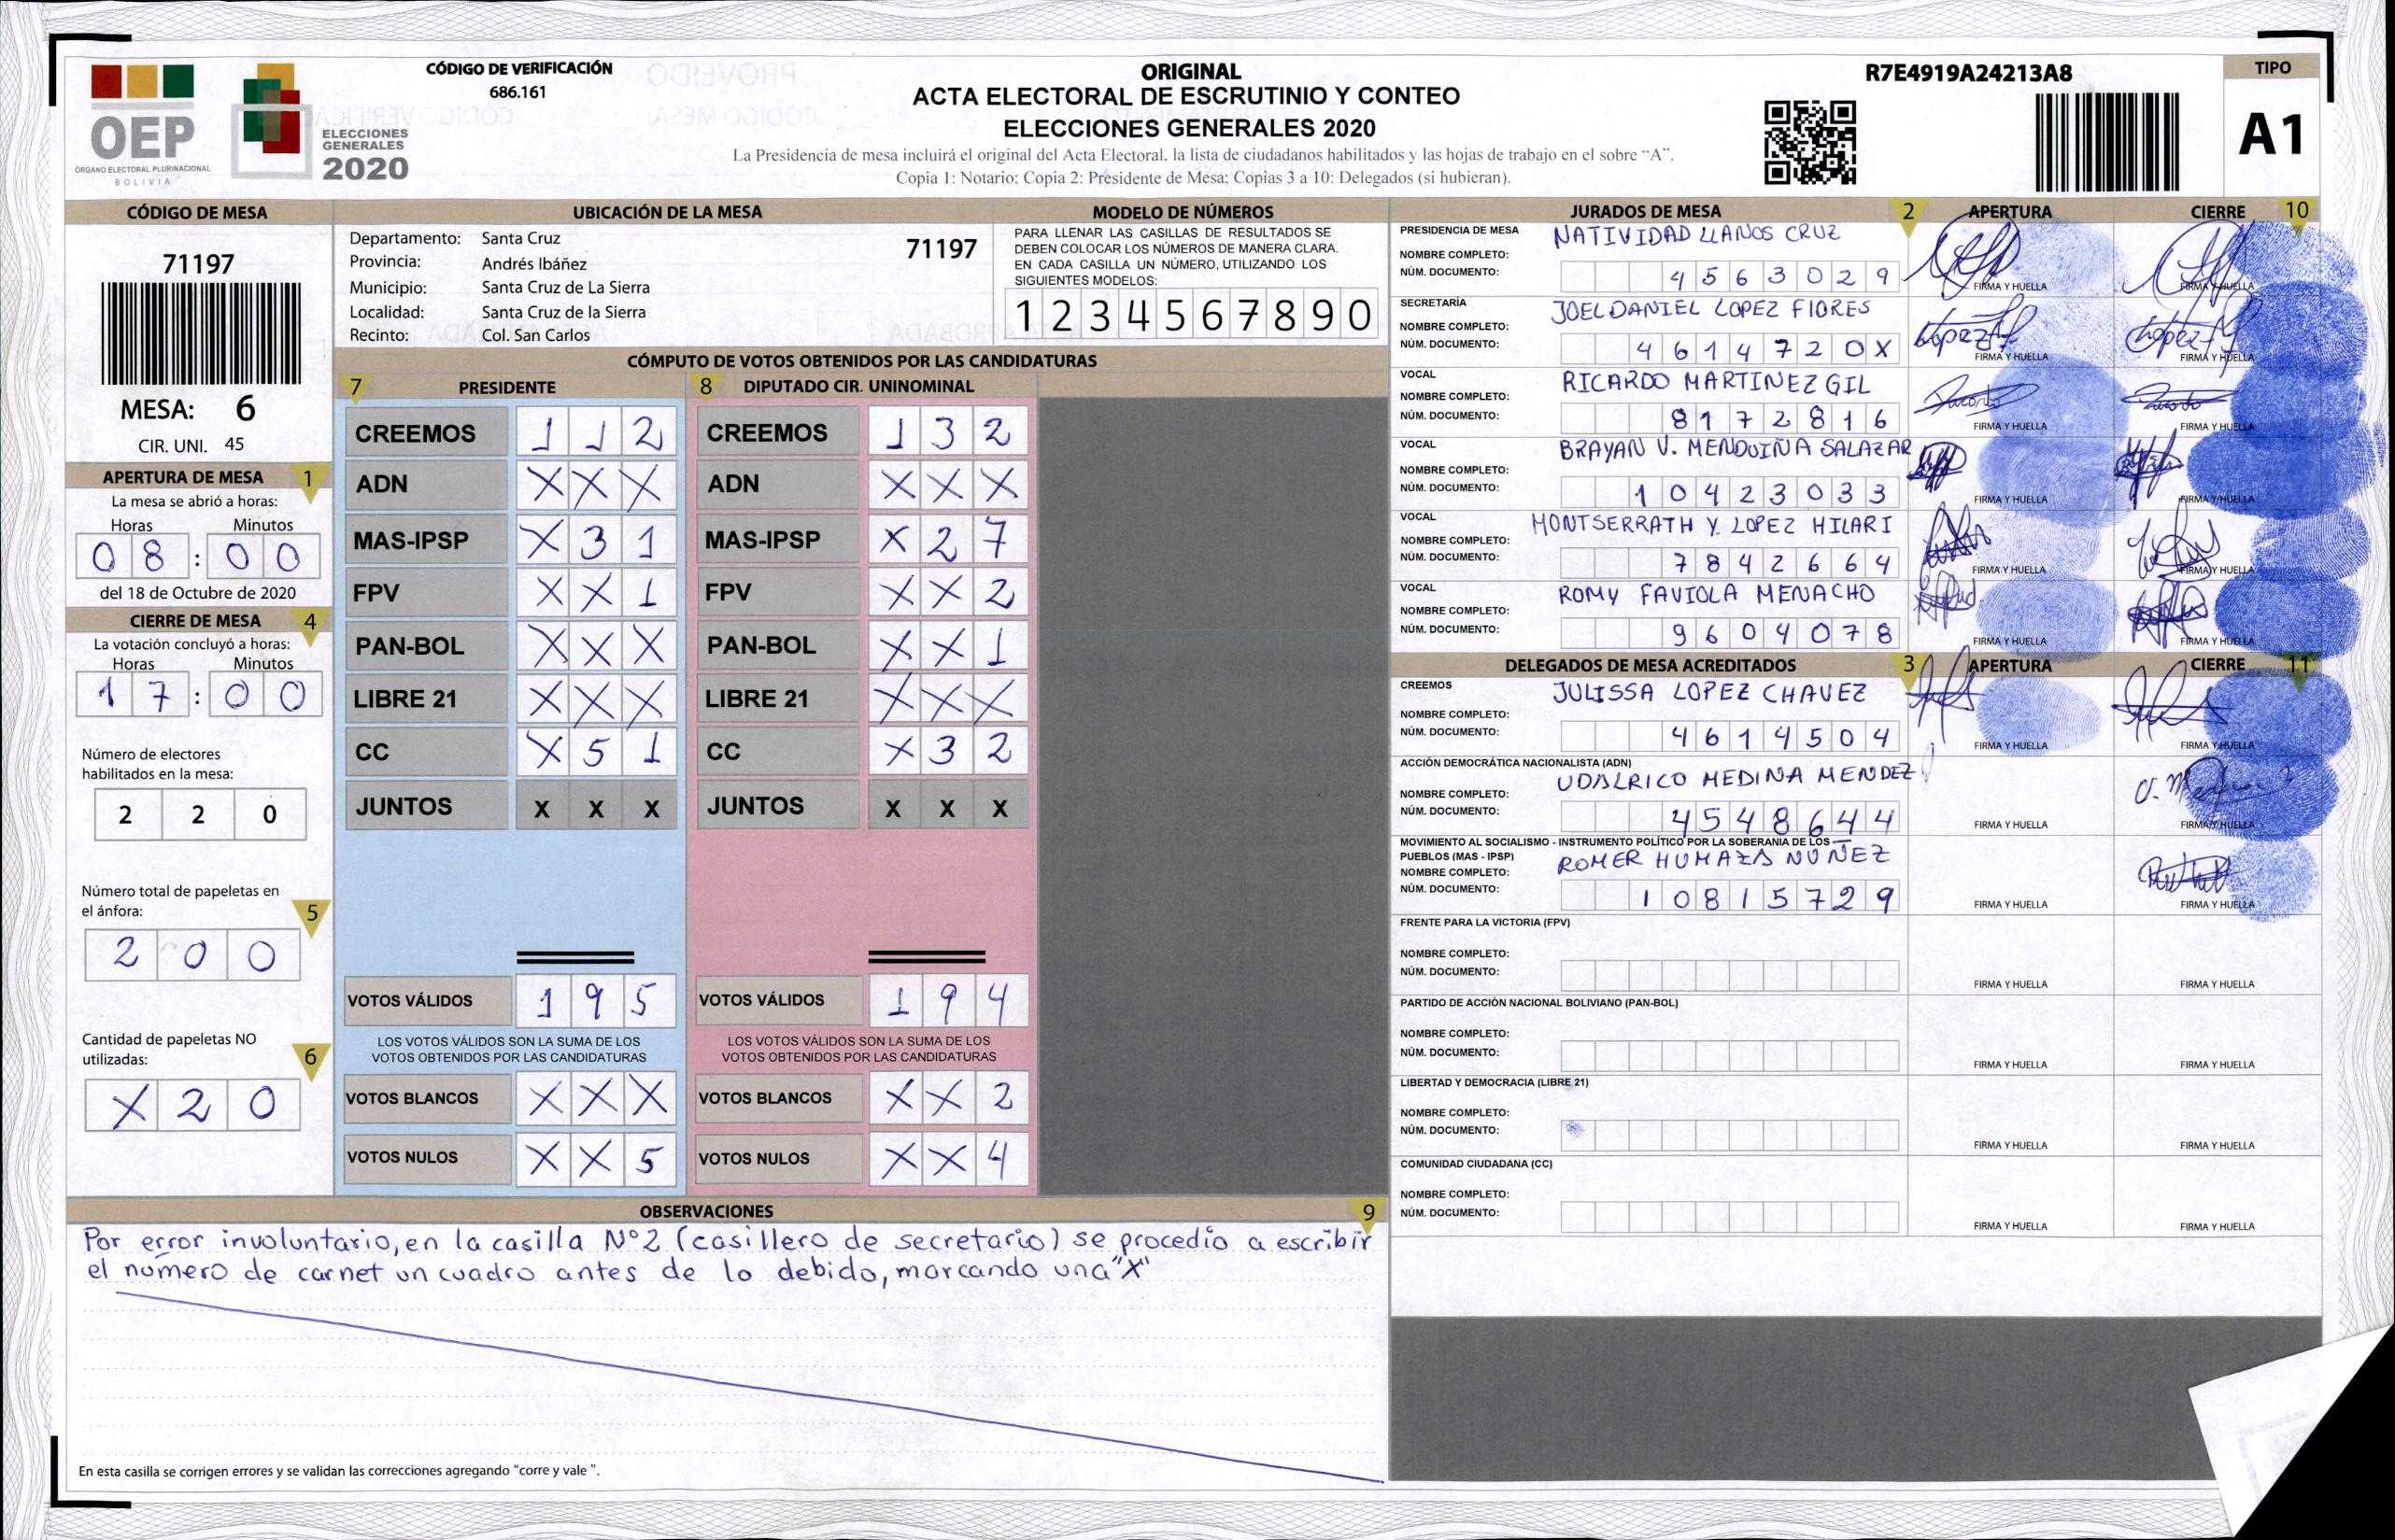 OEP
ÓRGANO ELECTORAL PLURINACIONAL
BOLIVIA
ELECCIONES
GENERALES
2020
CÓDIGO DE VERIFICACIÓN
686.161
ORIGINAL
ACTA ELECTORAL DE ESCRUTINIO Y CONTEO
ELECCIONES GENERALES 2020
La Presidencia de mesa incluirá el original del Acta Electoral, la lista de ciudadanos habilitados y las hojas de trabajo en el sobre “A”.
Copia 1: Notario; Copia 2: Presidente de Mesa; Copias 3 a 10: Delegados (si hubieran).
R7E4919A24213A8
TIPO
A1
CÓDIGO DE MESA
71197
MESA: 6
CIR. UNI. 45
APERTURA DE MESA 1
La mesa se abrió a horas:
Horas Minutos
0 8 : 0 0
del 18 de Octubre de 2020
CIERRE DE MESA 4
La votación concluyó a horas:
Horas Minutos
1 7 : 0 0
Número de electores
habilitados en la mesa:
2 2 0
Número total de papeletas en
el ánfora: 5
2 0 0
Cantidad de papeletas NO
utilizadas: 6
X 2 0
UBICACIÓN DE LA MESA
Departamento: Santa Cruz
Provincia: Andrés Ibáñez
Municipio: Santa Cruz de La Sierra
Localidad: Santa Cruz de la Sierra
Recinto: Col. San Carlos
71197
MODELO DE NÚMEROS
PARA LLENAR LAS CASILLAS DE RESULTADOS SE
DEBEN COLOCAR LOS NÚMEROS DE MANERA CLARA.
EN CADA CASILLA UN NÚMERO, UTILIZANDO LOS
SIGUIENTES MODELOS:
1 2 3 4 5 6 7 8 9 0
CÓMPUTO DE VOTOS OBTENIDOS POR LAS CANDIDATURAS
7 PRESIDENTE
CREEMOS 1 1 2
ADN X X X
MAS-IPSP X 3 1
FPV X X 1
PAN-BOL X X X
LIBRE 21 X X X
CC X 5 1
JUNTOS X X X
VOTOS VÁLIDOS 1 9 5
LOS VOTOS VÁLIDOS SON LA SUMA DE LOS
VOTOS OBTENIDOS POR LAS CANDIDATURAS
VOTOS BLANCOS X X X
VOTOS NULOS X X 5
8 DIPUTADO CIR. UNINOMINAL
CREEMOS 1 3 2
ADN X X X
MAS-IPSP X 2 7
FPV X X 2
PAN-BOL X X 1
LIBRE 21 X X X
CC X 3 2
JUNTOS X X X
VOTOS VÁLIDOS 1 9 4
LOS VOTOS VÁLIDOS SON LA SUMA DE LOS
VOTOS OBTENIDOS POR LAS CANDIDATURAS
VOTOS BLANCOS X X 2
VOTOS NULOS X X 4
OBSERVACIONES 9
Por error involuntario, en la casilla Nº2 (casillero de secretario) se procedio a escribir
el número de carnet un cuadro antes de lo debido, marcando una "X"
En esta casilla se corrigen errores y se validan las correcciones agregando “corre y vale ”.
JURADOS DE MESA 2 APERTURA CIERRE 10
PRESIDENCIA DE MESA
NATIVIDAD LLANOS CRUZ
NOMBRE COMPLETO:
NÚM. DOCUMENTO: 4 5 6 3 0 2 9
FIRMA Y HUELLA FIRMA Y HUELLA
SECRETARÍA
JOEL DANIEL LOPEZ FLORES
NOMBRE COMPLETO:
NÚM. DOCUMENTO: 4 6 1 4 7 2 0 X
FIRMA Y HUELLA FIRMA Y HUELLA
VOCAL
RICARDO MARTINEZ GIL
NOMBRE COMPLETO:
NÚM. DOCUMENTO: 8 1 7 2 8 1 6
FIRMA Y HUELLA FIRMA Y HUELLA
VOCAL
BRAYAN V. MENDUIÑA SALAZAR
NOMBRE COMPLETO:
NÚM. DOCUMENTO: 1 0 4 2 3 0 3 3
FIRMA Y HUELLA FIRMA Y HUELLA
VOCAL
MONTSERRATH Y. LOPEZ HILARI
NOMBRE COMPLETO:
NÚM. DOCUMENTO: 7 8 4 2 6 6 4
FIRMA Y HUELLA FIRMA Y HUELLA
VOCAL
ROMY FAVIOLA MENACHO
NOMBRE COMPLETO:
NÚM. DOCUMENTO: 9 6 0 4 0 7 8
FIRMA Y HUELLA FIRMA Y HUELLA
DELEGADOS DE MESA ACREDITADOS 3 APERTURA CIERRE 11
CREEMOS
JULISSA LOPEZ CHAVEZ
NOMBRE COMPLETO:
NÚM. DOCUMENTO: 4 6 1 4 5 0 4
FIRMA Y HUELLA FIRMA Y HUELLA
ACCIÓN DEMOCRÁTICA NACIONALISTA (ADN)
UDALRICO MEDINA MENDEZ
NOMBRE COMPLETO:
NÚM. DOCUMENTO: 4 5 4 8 6 4 4
FIRMA Y HUELLA FIRMA Y HUELLA
MOVIMIENTO AL SOCIALISMO - INSTRUMENTO POLÍTICO POR LA SOBERANIA DE LOS
PUEBLOS (MAS - IPSP)
ROMER NUÑEZ
NOMBRE COMPLETO:
NÚM. DOCUMENTO: 1 0 8 1 5 7 2 9
FIRMA Y HUELLA FIRMA Y HUELLA
FRENTE PARA LA VICTORIA (FPV)
NOMBRE COMPLETO:
NÚM. DOCUMENTO:
FIRMA Y HUELLA FIRMA Y HUELLA
PARTIDO DE ACCIÓN NACIONAL BOLIVIANO (PAN-BOL)
NOMBRE COMPLETO:
NÚM. DOCUMENTO:
FIRMA Y HUELLA FIRMA Y HUELLA
LIBERTAD Y DEMOCRACIA (LIBRE 21)
NOMBRE COMPLETO:
NÚM. DOCUMENTO:
FIRMA Y HUELLA FIRMA Y HUELLA
COMUNIDAD CIUDADANA (CC)
NOMBRE COMPLETO:
NÚM. DOCUMENTO:
FIRMA Y HUELLA FIRMA Y HUELLA